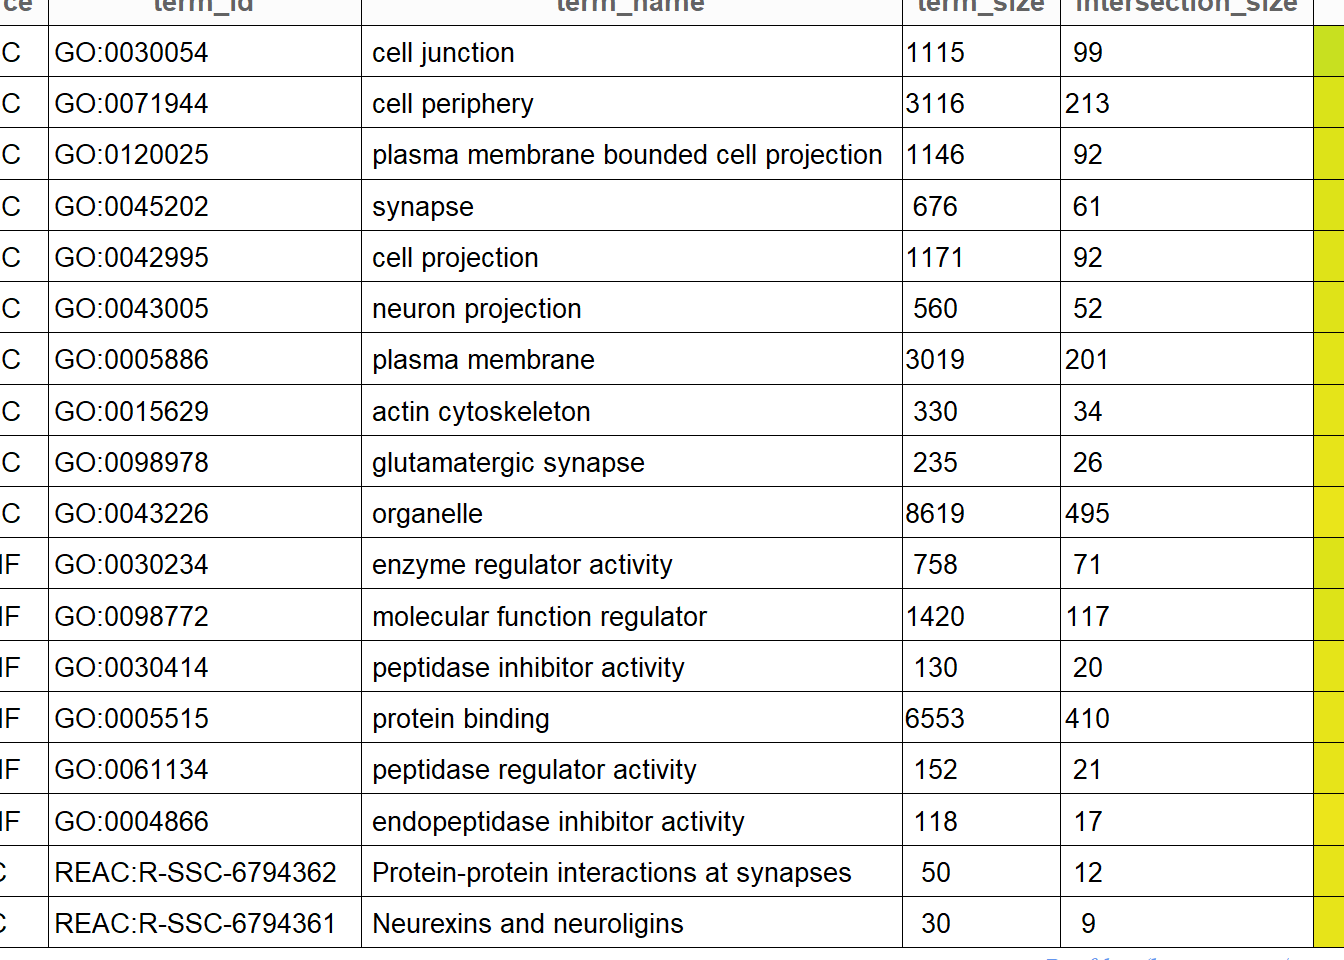 ce term_id term_name term_size intersection_size
C GO:0030054 cell junction 1115 99
C GO:0071944 cell periphery 3116 213
C GO:0120025 plasma membrane bounded cell projection 1146 92
C GO:0045202 synapse 676 61
C GO:0042995 cell projection 1171 92
C GO:0043005 neuron projection 560 52
C GO:0005886 plasma membrane 3019 201
C GO:0015629 actin cytoskeleton 330 34
C GO:0098978 glutamatergic synapse 235 26
C GO:0043226 organelle 8619 495
F GO:0030234 enzyme regulator activity 758 71
F GO:0098772 molecular function regulator 1420 117
F GO:0030414 peptidase inhibitor activity 130 20
F GO:0005515 protein binding 6553 410
F GO:0061134 peptidase regulator activity 152 21
F GO:0004866 endopeptidase inhibitor activity 118 17
C REAC:R-SSC-6794362 Protein-protein interactions at synapses 50 12
C REAC:R-SSC-6794361 Neurexins and neuroligins 30 9